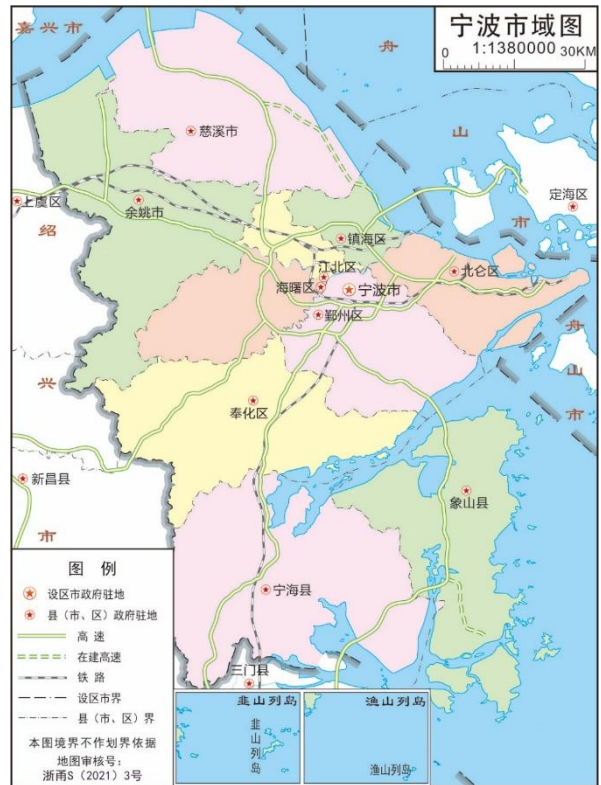 宁波市域图
1:1380000
0
30KM
嘉兴市
舟
山
市
慈溪市
定海区
上虞区
余姚市
绍
镇海区
江北区
北仑区
海曙区
宁波市
鄞州区
舟
山
市
兴
奉化区
新昌县
象山县
市
宁海县
三门县
图 例
设区市政府驻地
县（市、区）政府驻地
高 速
在建高速
铁 路
设区市界
县（市、区）界
本图境界不作划界依据
地图审核号：
浙甬S（2021）3号
韭山列岛
韭山列岛
渔山列岛
渔山列岛